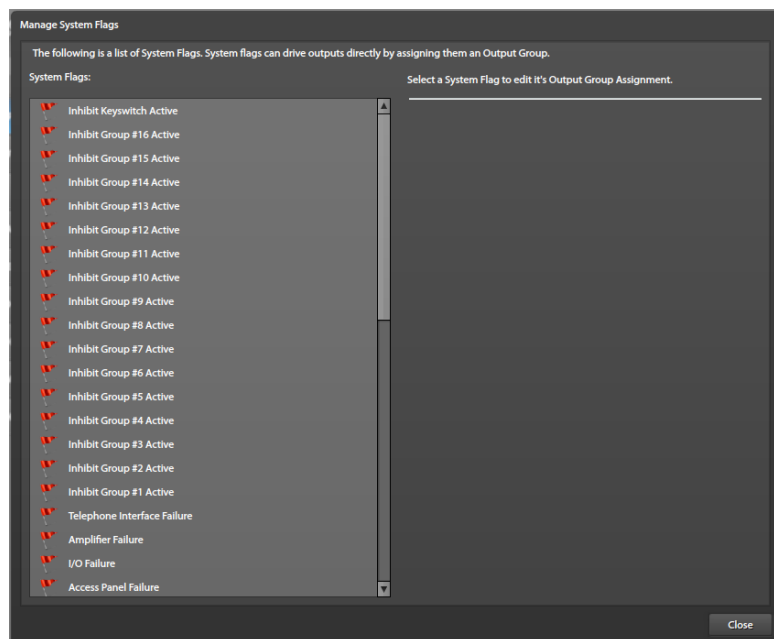 Manage System Flags
The following is a list of System Flags. System flags can drive outputs directly by assigning them an Output Group.
System Flags:
Select a System Flag to edit it's Output Group Assignment.
Inhibit Keyswitch Active
Inhibit Group #16 Active
Inhibit Group #15 Active
Inhibit Group #14 Active
Inhibit Group #13 Active
Inhibit Group #12 Active
Inhibit Group #11 Active
Inhibit Group #10 Active
Inhibit Group #9 Active
Inhibit Group #8 Active
Inhibit Group #7 Active
Inhibit Group #6 Active
Inhibit Group #5 Active
Inhibit Group #4 Active
Inhibit Group #3 Active
Inhibit Group #2 Active
Inhibit Group #1 Active
Telephone Interface Failure
Amplifier Failure
I/O Failure
Access Panel Failure
Close